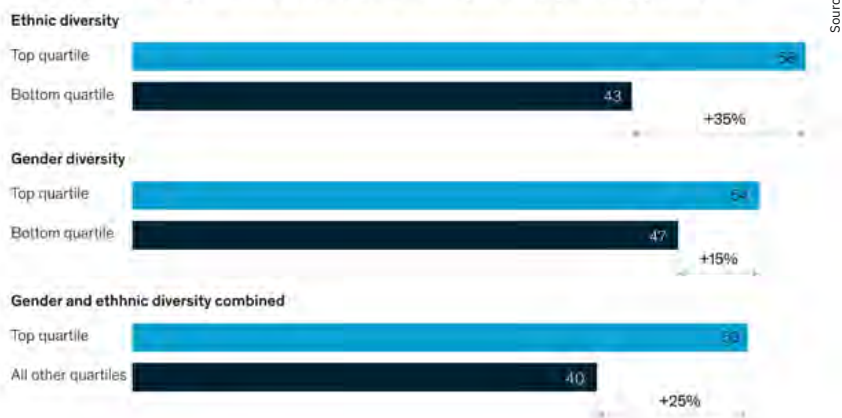 Sourc
Ethnic diversity
Top quartile 58
Bottom quartile 43
+35%
Gender diversity
Top quartile 54
Bottom quartile 47
+15%
Gender and ethhnic diversity combined
Top quartile
All other quartiles 40
+25%